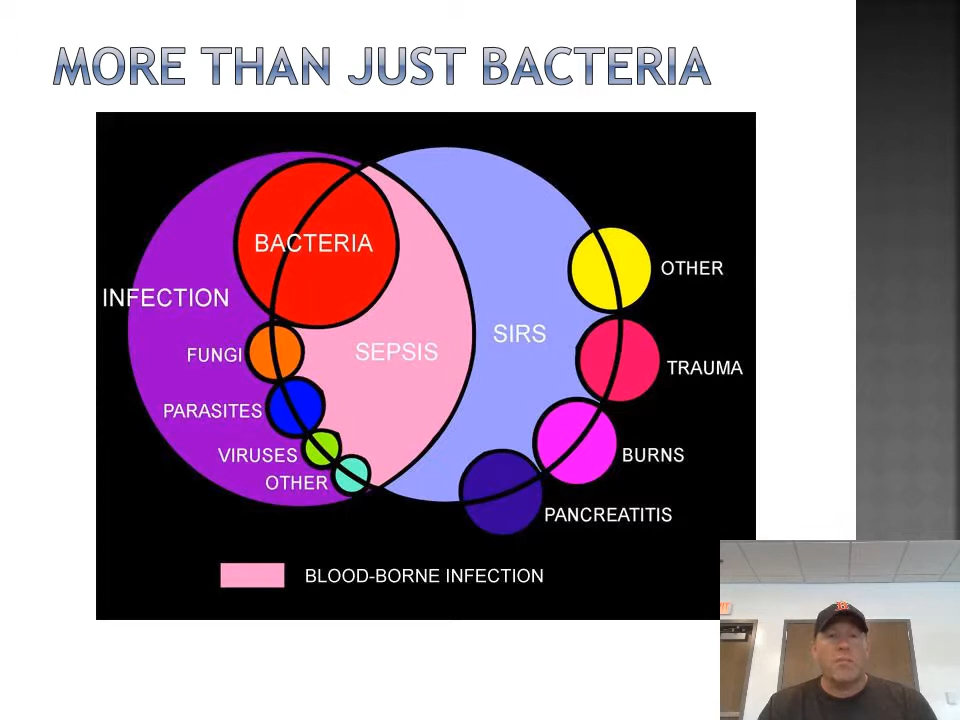 MORE THAN JUST BACTERIA
BACTERIA
INFECTION
OTHER
SIRS
SEPSIS
FUNGI
TRAUMA
PARASITES
VIRUSES
BURNS
OTHER
PANCREATITIS
BLOOD-BORNE INFECTION